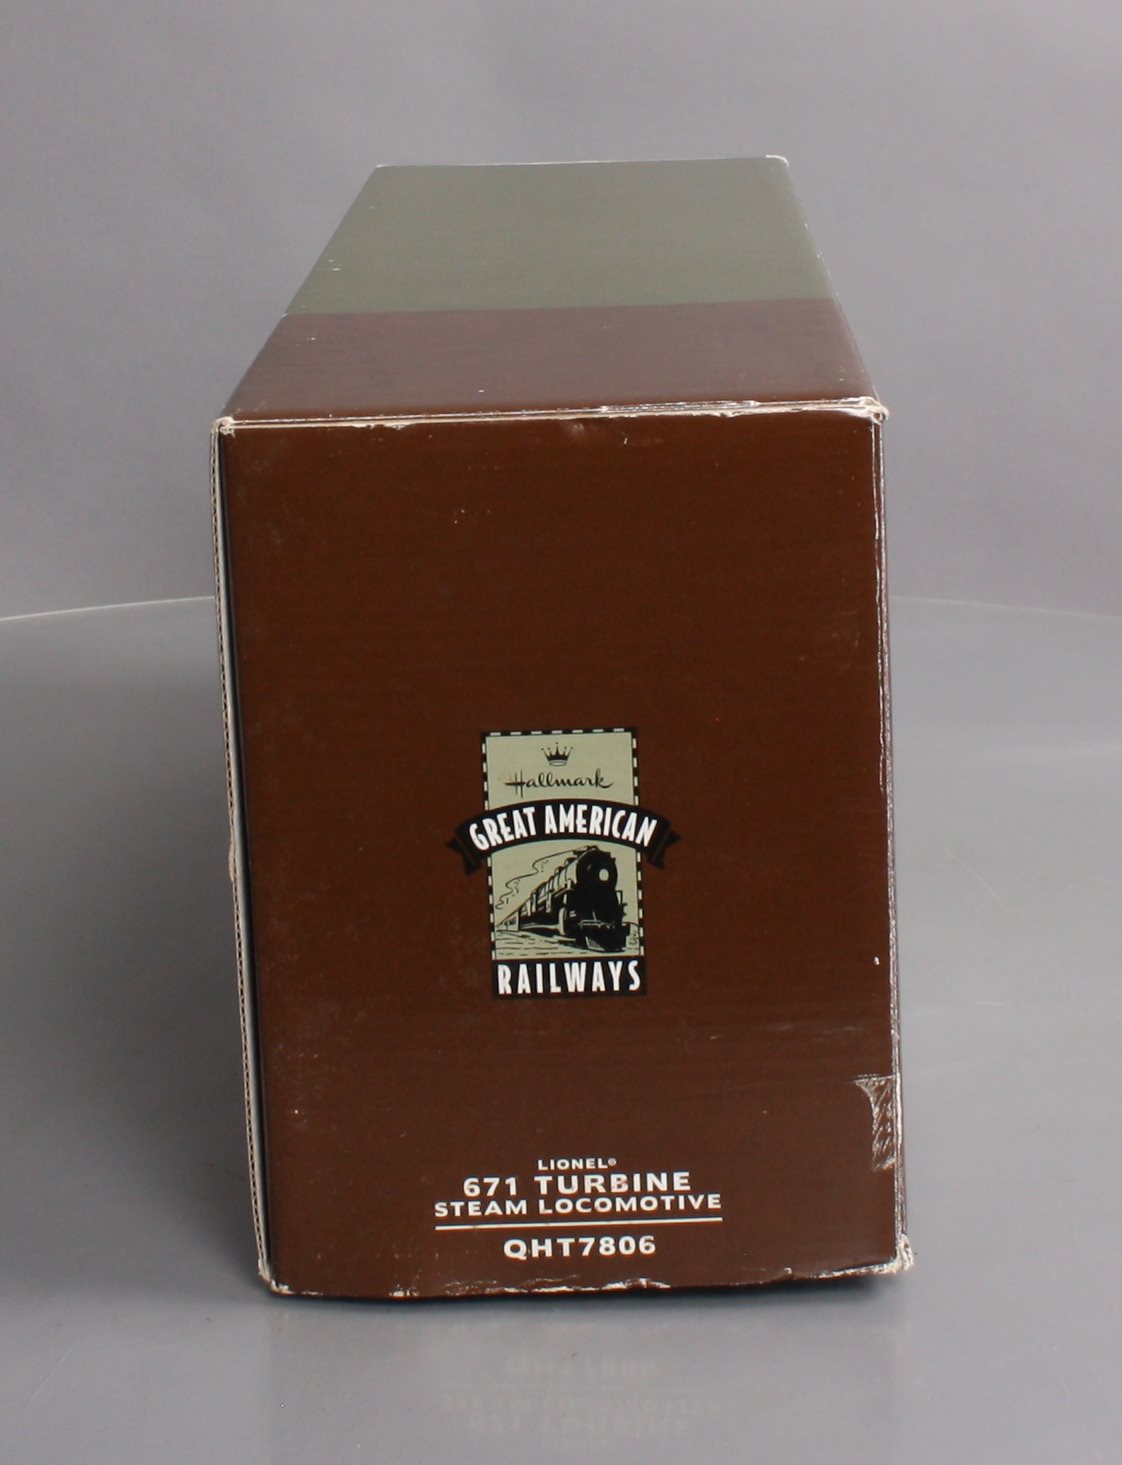 Hallmark
GREAT AMERICAN
RAILWAYS
LIONEL®
671 TURBINE
STEAM LOCOMOTIVE
QHT7806